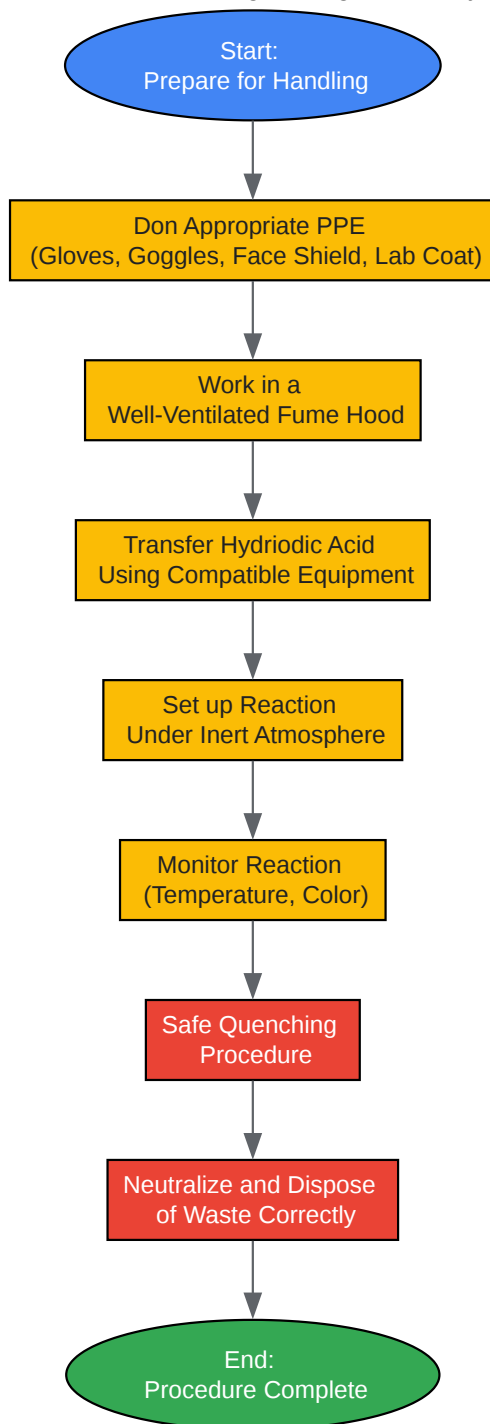 Start:
Prepare for Handling
Don Appropriate PPE
(Gloves, Goggles, Face Shield, Lab Coat)
Work in a
Well-Ventilated Fume Hood
Transfer Hydriodic Acid
Using Compatible Equipment
Set up Reaction
Under Inert Atmosphere
Monitor Reaction
(Temperature, Color)
Safe Quenching
Procedure
Neutralize and Dispose
of Waste Correctly
End:
Procedure Complete